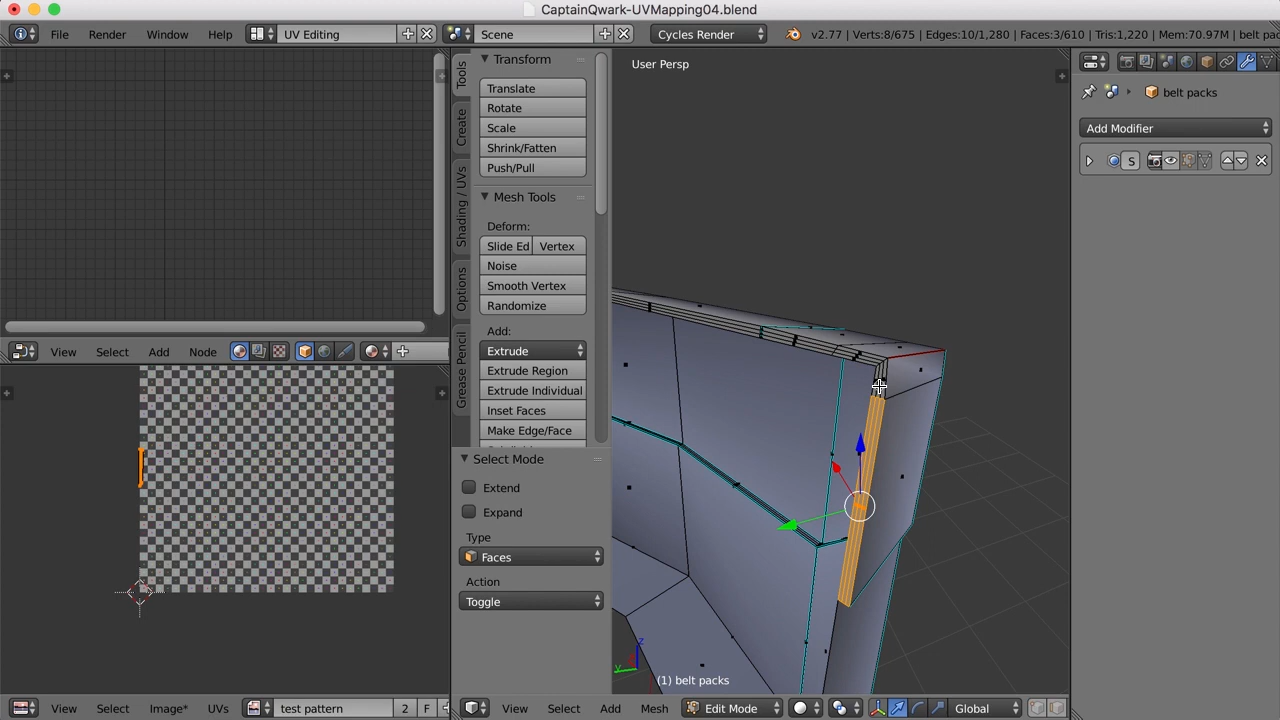 CaptainQwark-UVMapping04.blend
File Render Window Help UV Editing Scene Cycles Render v2.77 | Verts:8/675 | Edges:10/1,280 | Faces:3/610 | Tris:1,220 | Mem:70.97M | belt pac
Tools
Create
Shading / UVs
Options
Grease Pencil
Transform
Translate
Rotate
Scale
Shrink/Fatten
Push/Pull
Mesh Tools
Deform:
Slide Ed Vertex
Noise
Smooth Vertex
Randomize
Add:
Extrude
Extrude Region
Extrude Individual
Inset Faces
Make Edge/Face
Select Mode
Extend
Expand
Type
Faces
Action
Toggle
User Persp
z
y
(1) belt packs
belt packs
Add Modifier
S
View Select Add Node
View Select Image* UVs test pattern 2 F
View Select Add Mesh Edit Mode Global